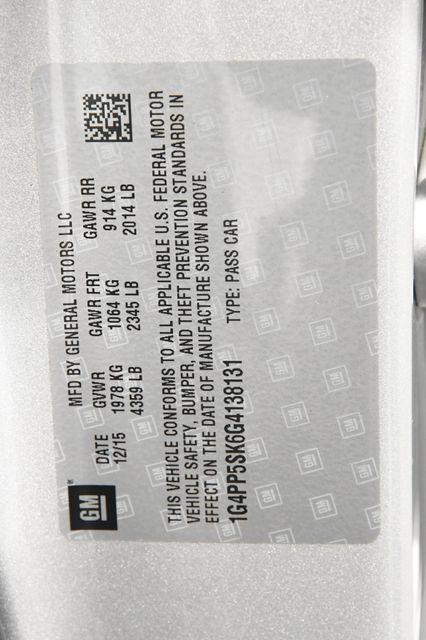 GM®
MFD BY GENERAL MOTORS LLC
DATE GVWR GAWR FRT GAWR RR
12/15 1978 KG 1064 KG 914 KG
4359 LB 2345 LB 2014 LB
THIS VEHICLE CONFORMS TO ALL APPLICABLE U.S. FEDERAL MOTOR
VEHICLE SAFETY, BUMPER, AND THEFT PREVENTION STANDARDS IN
EFFECT ON THE DATE OF MANUFACTURE SHOWN ABOVE.
1G4PP5SK6G4138131 TYPE: PASS CAR